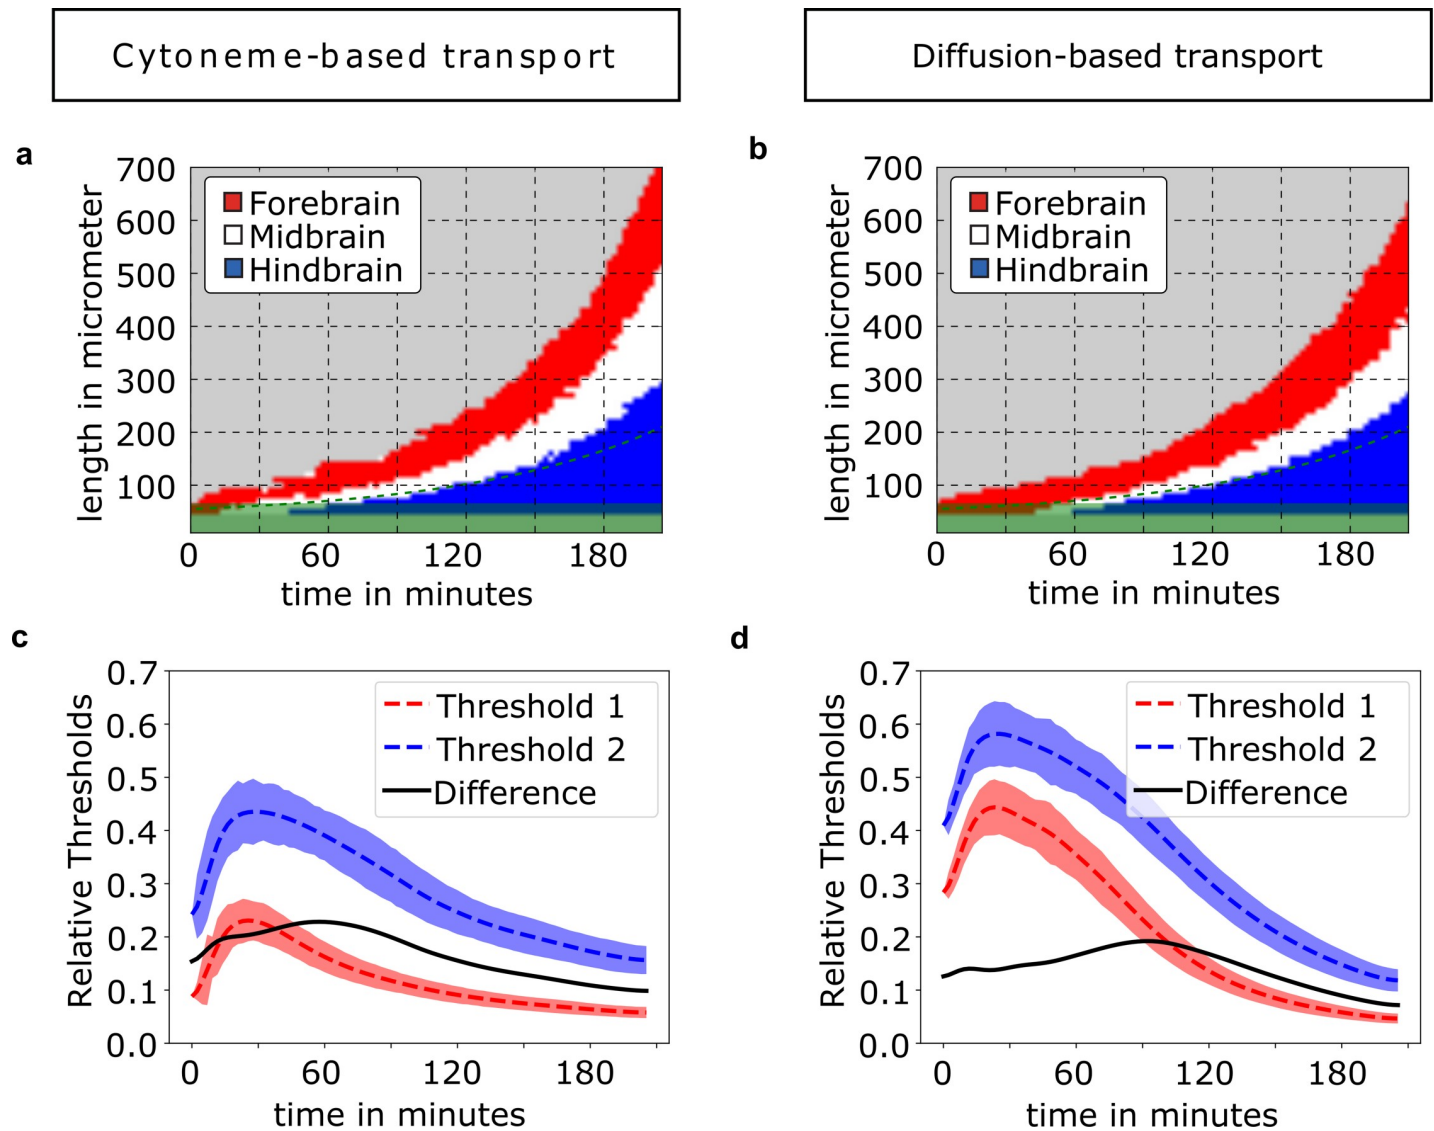 Cytoneme-based transport
Diffusion-based transport
a
700
600
500
400
300
200
100
length in micrometer
Forebrain
Midbrain
Hindbrain
0 60 120 180
time in minutes
b
700
600
500
400
300
200
100
length in micrometer
Forebrain
Midbrain
Hindbrain
0 60 120 180
time in minutes
c
0.7
0.6
0.5
0.4
0.3
0.2
0.1
0.0
Relative Thresholds
Threshold 1
Threshold 2
Difference
0 60 120 180
time in minutes
d
0.7
0.6
0.5
0.4
0.3
0.2
0.1
0.0
Relative Thresholds
Threshold 1
Threshold 2
Difference
0 60 120 180
time in minutes